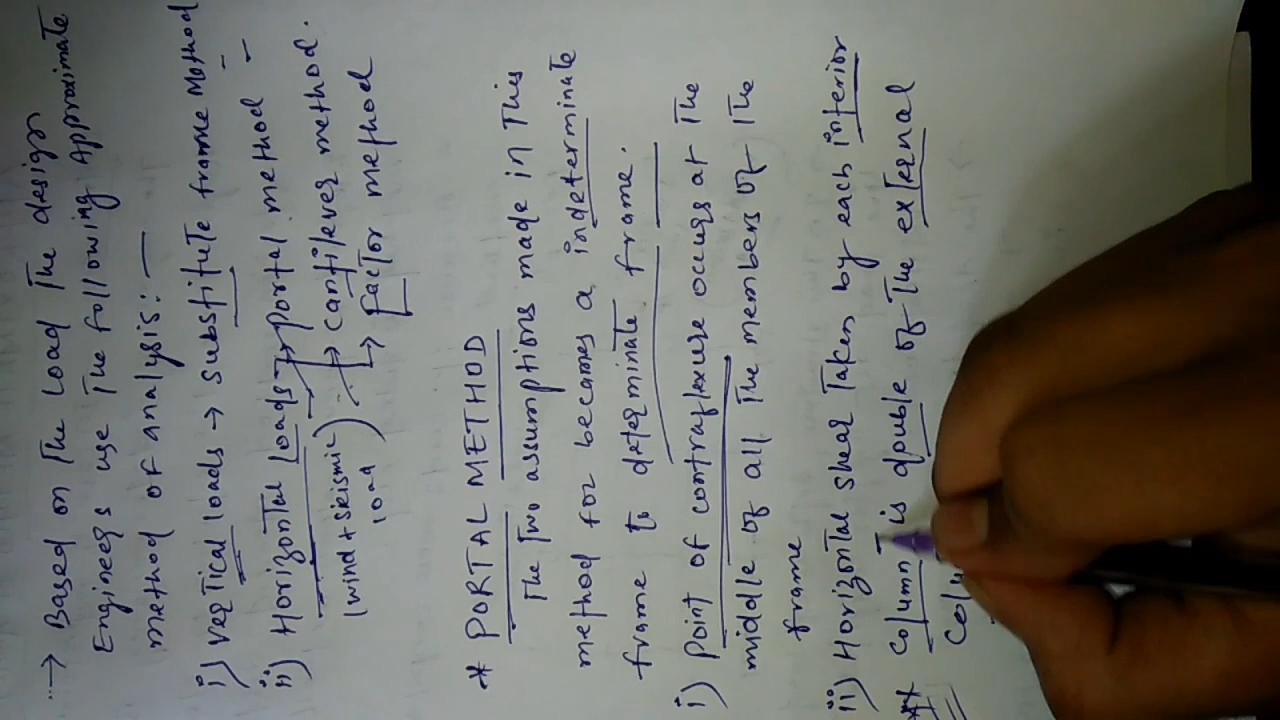 → Based on The Load The design
Engineers use The following Approximate
method of analysis: —
i) vertical loads → substitute frame Method
ii) Horizontal Loads → portal method
(wind + seismic load) → cantilever method.
→ factor method
* PORTAL METHOD
The Two assumptions made in This
method for becomes a indeterminate
frame to determinate frame.
i) point of contraflexure occurs at The
middle of all The members of The
frame
ii) Horizontal shear Taken by each interior
column is double of The external